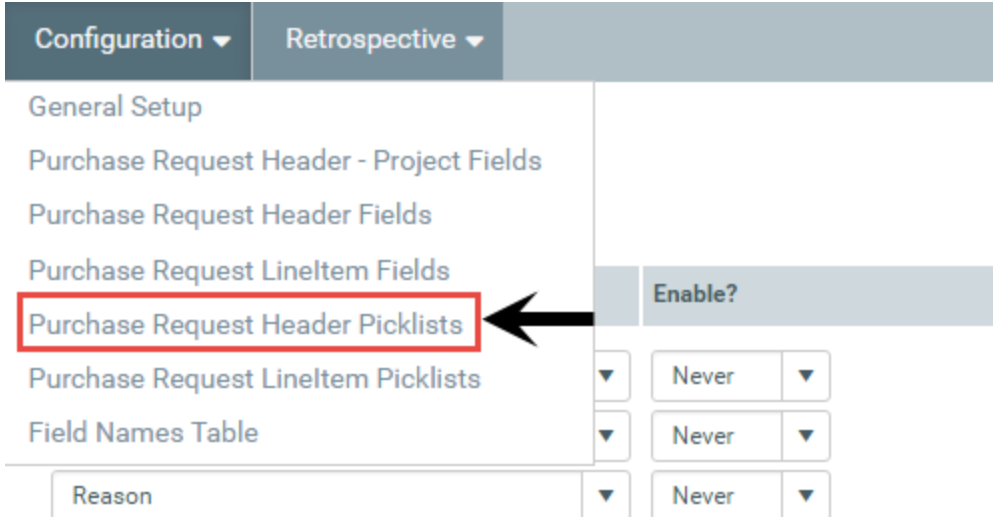 Configuration Retrospective
General Setup
Purchase Request Header - Project Fields
Purchase Request Header Fields
Purchase Request LineItem Fields
Enable?
Purchase Request Header Picklists
Purchase Request LineItem Picklists
Never
Field Names Table
Never
Reason Never